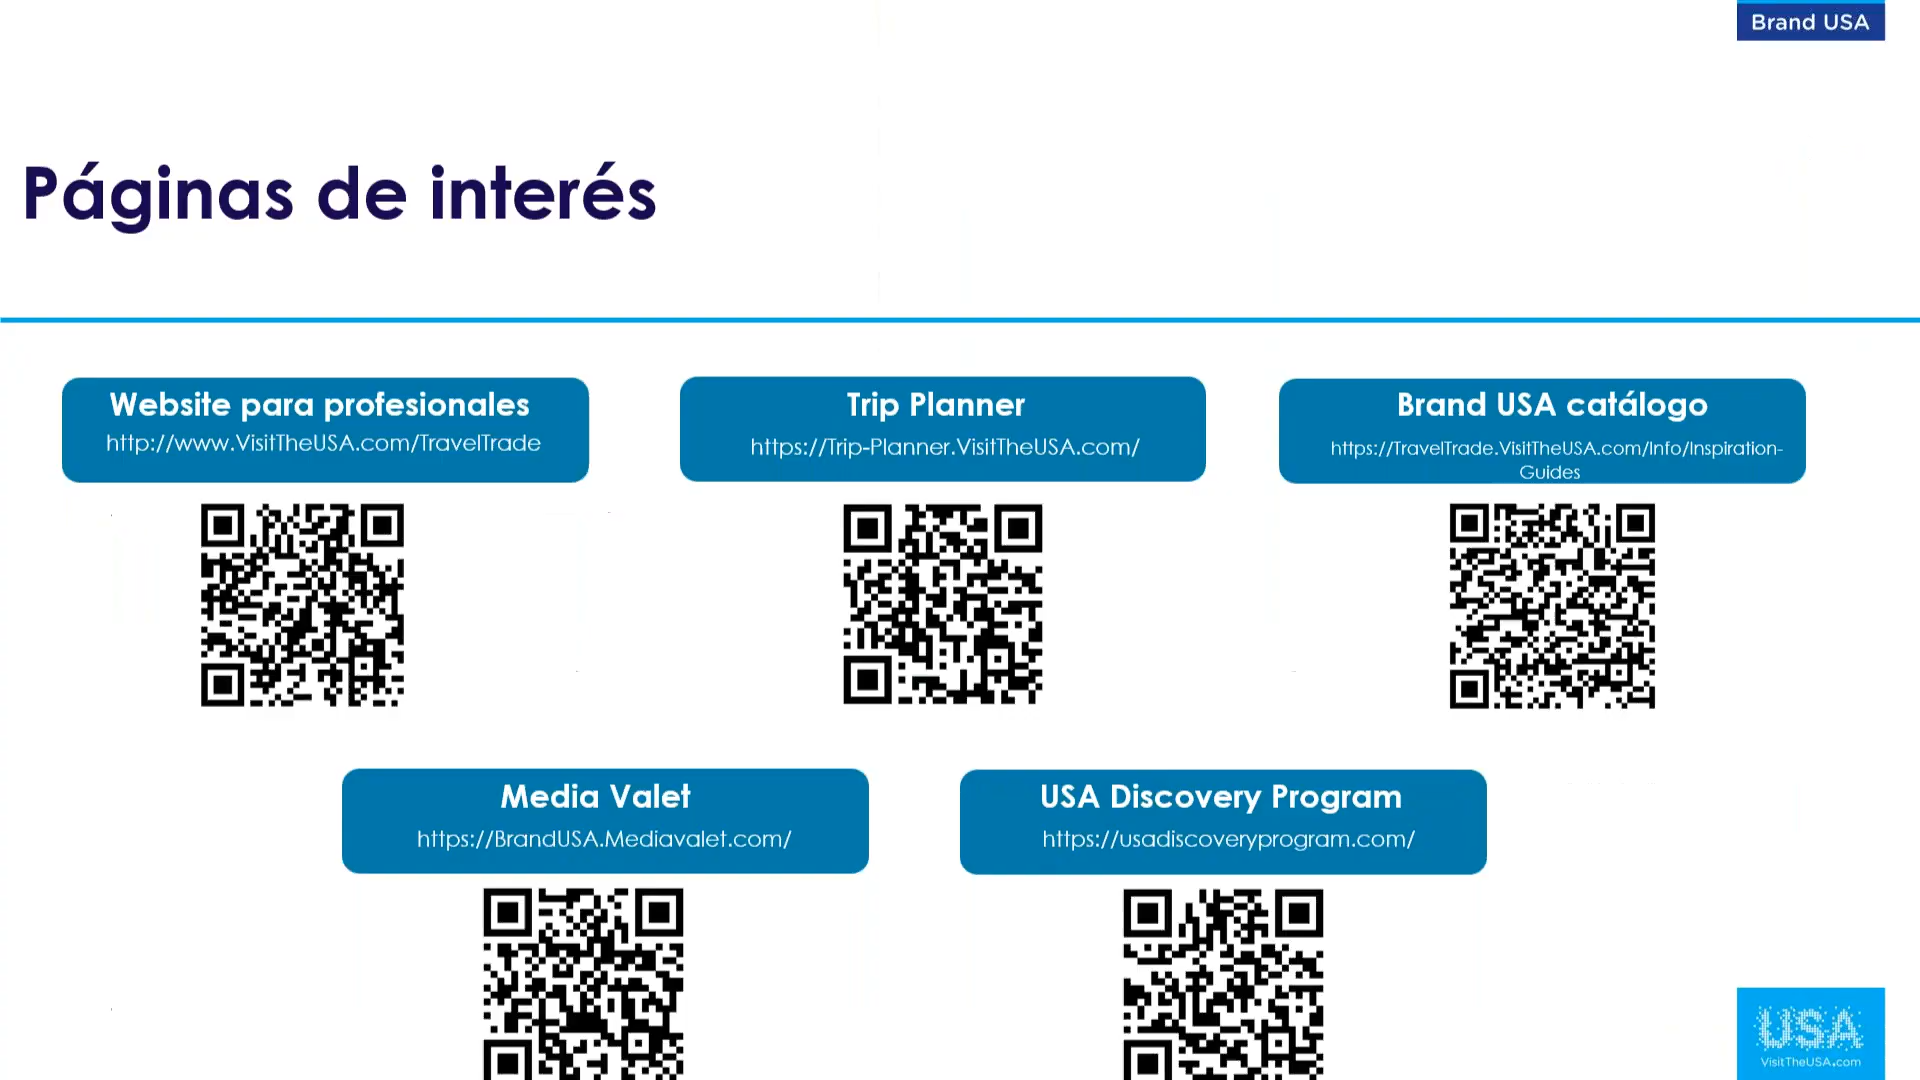 Brand USA
Páginas de interés
Website para profesionales
http://www.VisitTheUSA.com/TravelTrade
Trip Planner
https://Trip-Planner.VisitTheUSA.com/
Brand USA catálogo
https://TravelTrade.VisitTheUSA.com/Info/Inspiration-
Guides
Media Valet
https://BrandUSA.Mediavalet.com/
USA Discovery Program
https://usadiscoveryprogram.com/
USA
VisitTheUSA.com